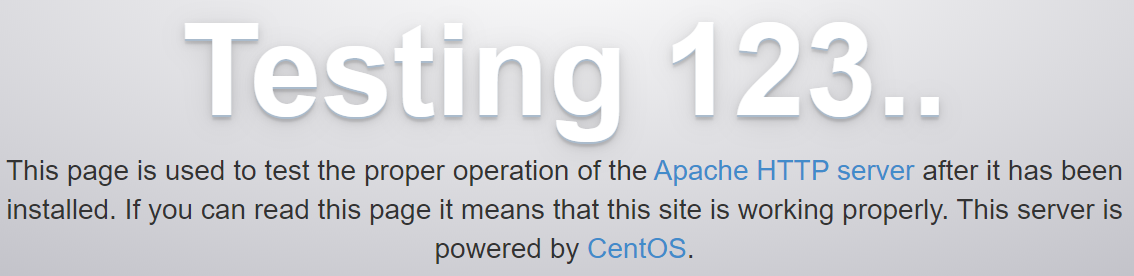 Testing 123..
This page is used to test the proper operation of the Apache HTTP server after it has been
installed. If you can read this page it means that this site is working properly. This server is
powered by CentOS.